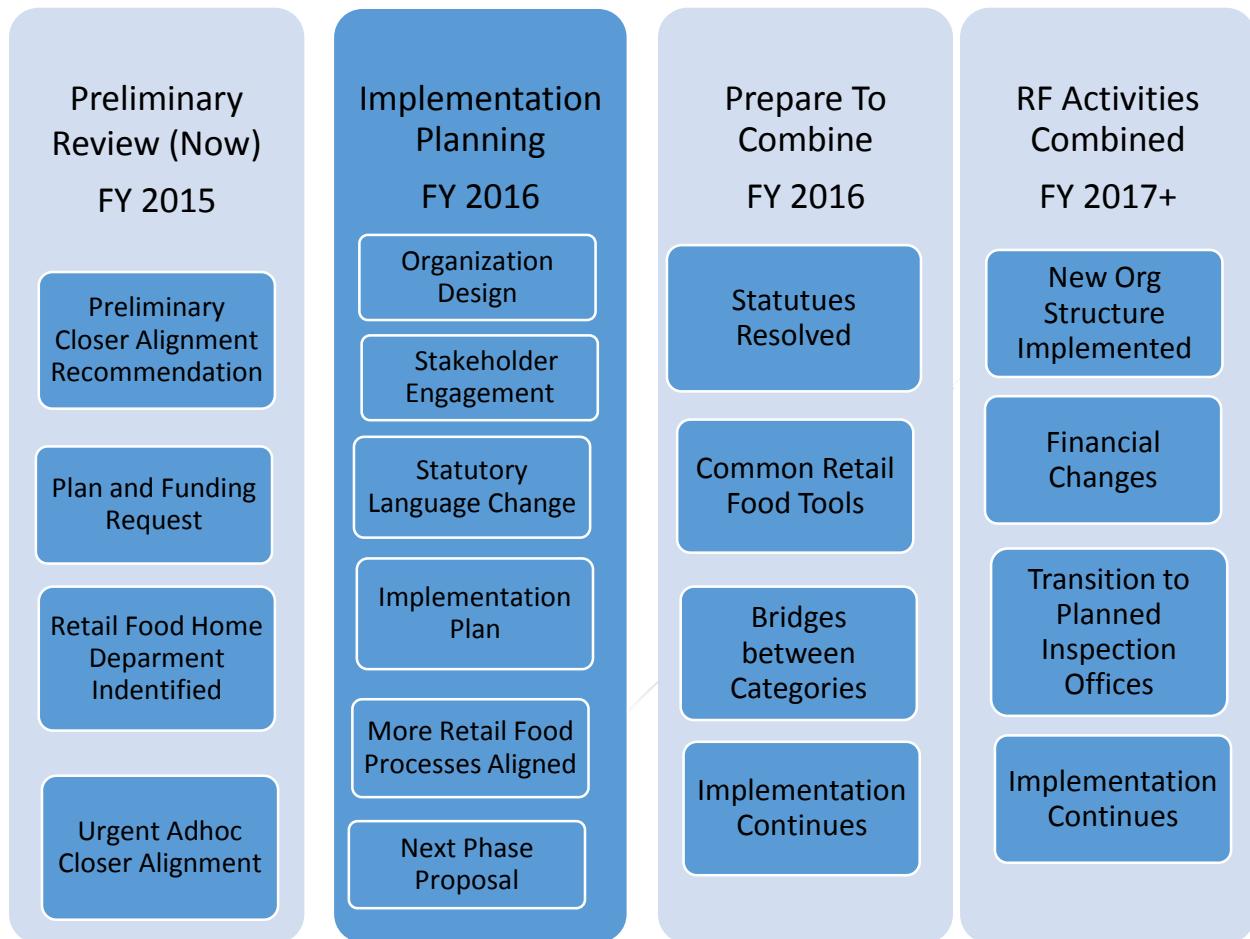 Preliminary
Review (Now)
FY 2015
Preliminary
Closer Alignment
Recommendation
Plan and Funding
Request
Retail Food Home
Deparment
Indentified
Urgent Adhoc
Closer Alignment
Implementation
Planning
FY 2016
Organization
Design
Stakeholder
Engagement
Statutory
Language Change
Implementation
Plan
More Retail Food
Processes Aligned
Next Phase
Proposal
Prepare To
Combine
FY 2016
Statutues
Resolved
Common Retail
Food Tools
Bridges
between
Categories
Implementation
Continues
RF Activities
Combined
FY 2017+
New Org
Structure
Implemented
Financial
Changes
Transition to
Planned
Inspection
Offices
Implementation
Continues